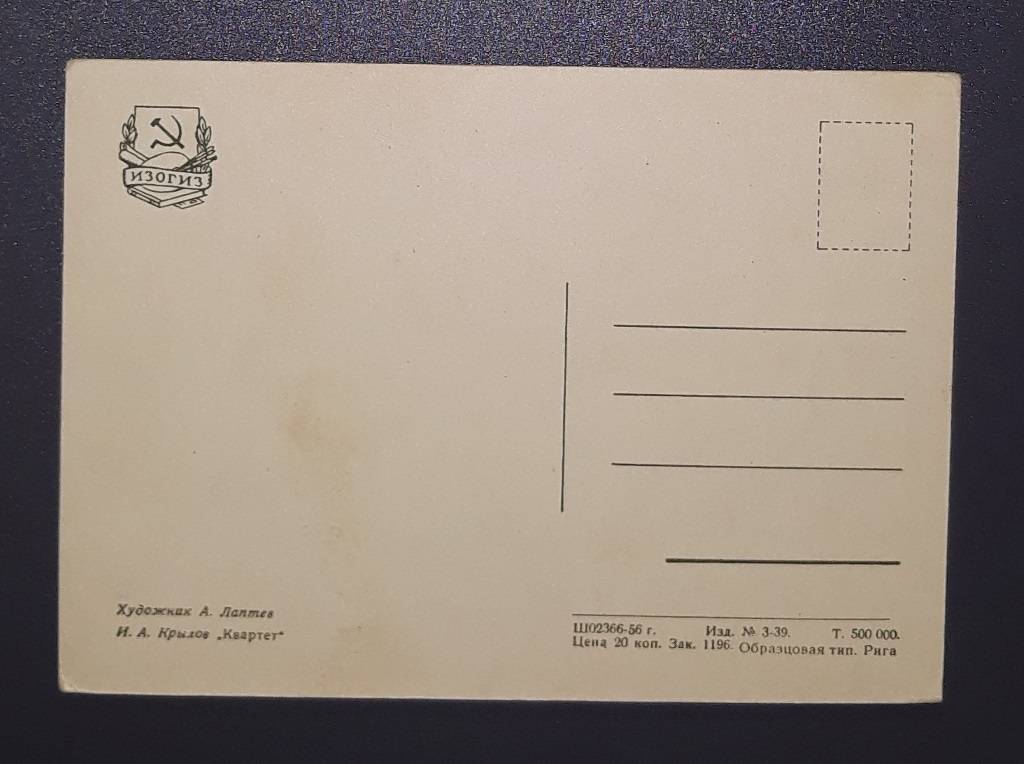 ИЗОГИЗ
Художник А. Лаптев
И. А. Крылов „Квартет“
Ш02366-56 г. Изд. № 3-39. Т. 500 000.
Цена 20 коп. Зак. 1196. Образцовая тип. Рига